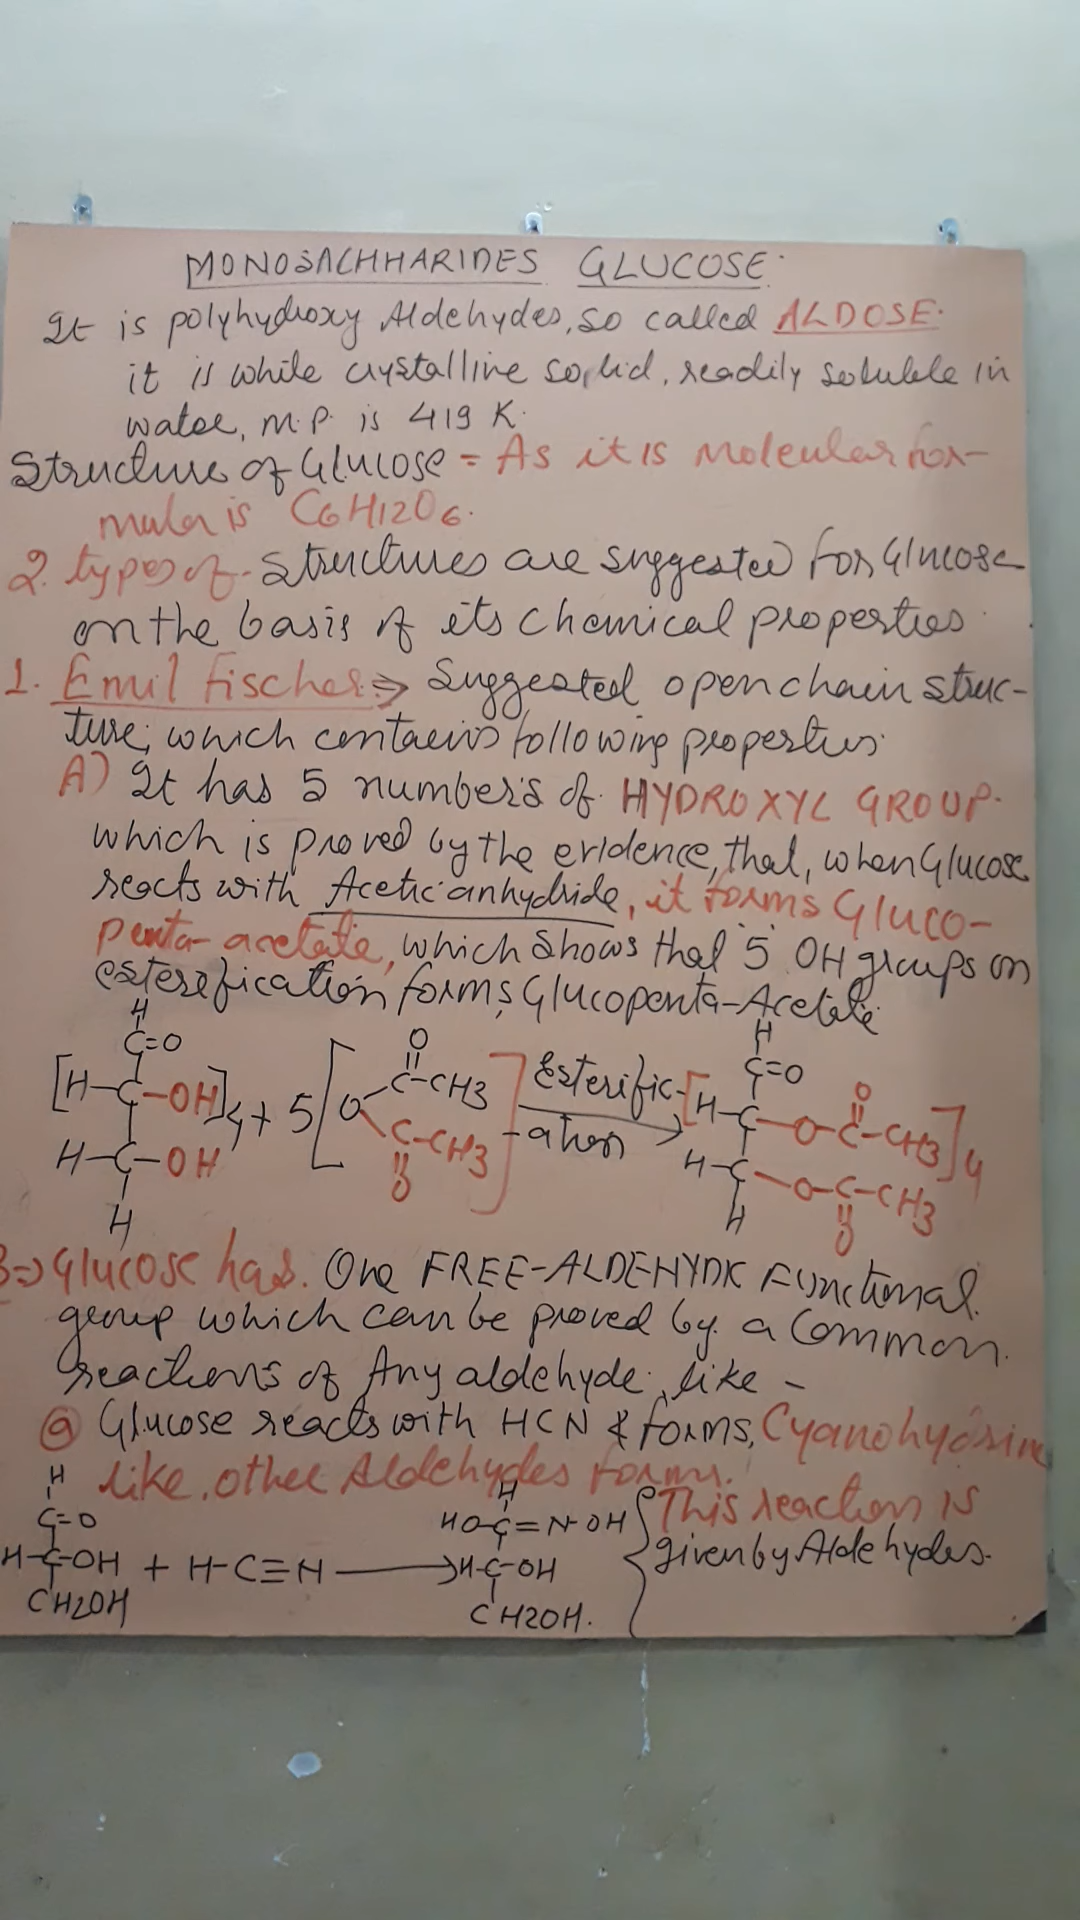 MONOSACHHARIDES GLUCOSE
It is polyhydroxy Aldehydes, so called ALDOSE.
it is while crystalline solid, readily soluble in
water, m.p. is 419 K.
Structure of Glucose = As it is Molecular for-
mula is C6H12O6.
2. types of. structures are suggested for Glucose
on the basis of its chemical properties.
1. Emil Fischer => Suggested open chain struc-
ture, which contains following properties.
A) It has 5 numbers of HYDROXYL GROUP.
which is proved by the evidence, that, when Glucose
reacts with Acetic anhydride, it forms Gluco-
penta-acetate, which shows that 5 OH groups on
esterefication forms, Glucopenta-Acetate
H H
C=O O C=O
[H-C-OH]4 + 5 [O C-CH3 ] Esterific- [H-C-O-C-CH3]4
H-C-OH C-CH3 -ation H-C-O-C-CH3
H O H O
B=> Glucose has. One FREE-ALDEHYDE Functional
group which can be proved by a Common.
reactions of Any aldehyde, like -
a Glucose reacts with HCN & forms, Cyanohydrine
like, other Aldehydes forms.
H H This reaction is
C=O HO-C=N-OH given by Aldehydes.
H-C-OH + H-C≡N → H-C-OH
CH2OH CH2OH.